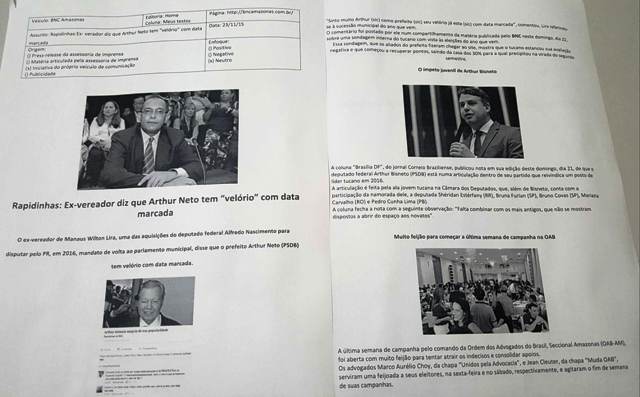 Veículo: BNC Amazonas
Editoria: Home
Coluna: Meus textos
Página: http://bncamazonas.com.br/
Data: 23/11/15
Assunto: Rapidinhas:Ex- vereador diz que Arthur Neto tem "velório" com data
marcada
Origem:
() Press-release da assessoria de imprensa
() Matéria articulada pela assessoria de imprensa
(x) Iniciativa do próprio veículo de comunicação
() Publicidade
Enfoque:
() Positivo
() Negativo
(x) Neutro
Rapidinhas: Ex-vereador diz que Arthur Neto tem "velório" com data
marcada
O ex-vereador de Manaus Wilton Lira, uma das aquisições do deputado federal Alfredo Nascimento para
disputar pelo PR, em 2016, mandato de volta ao parlamento municipal, disse que o prefeito Arthur Neto (PSDB)
tem velório com data marcada.
"Sinto muito Arthur (sic) como prefeito (sic) seu velório já esta (sic) com data marcada", comentou, Lira referindo-
se à sucessão municipal do ano que vem.
O comentário foi postado por ele num compartilhamento da matéria publicada pelo BNC, neste domingo, dia 22,
sobre uma sondagem interna do tucano com vista às eleições do ano que vem.
Essa sondagem, que os aliados do prefeito fizeram chegar ao site, mostra que o tucano estancou sua avaliação
negativa e que começou a recuperar pontos, saindo da casa dos 30% para a qual precipitou na virada do segundo
semestre.
O ímpeto juvenil de Arthur Bisneto
A coluna "Brasília DF", do jornal Correio Braziliense, publicou nota em sua edição deste domingo, dia 21, de que o
deputado federal Arthur Bisneto (PSDB) está numa articulação dentro de seu partido que reivindica um posto de
líder tucano em 2016.
A articulação é feita pela ala jovem tucana na Câmara dos Deputados, que, além de Bisneto, conta com a
participação da namorada dele, a deputada Shéridan Estérfany (RR), Bruna Furlan (SP), Bruno Covas (SP), Mariana
Carvalho (RO) e Pedro Cunha Lima (PB).
A coluna fecha a nota com a seguinte observação: "Falta combinar com os mais antigos, que não se mostram
dispostos a abrir do espaço aos novatos".
Muito feijão para começar a última semana de campanha na OAB
A última semana de campanha pelo comando da Ordem dos Advogados do Brasil, Seccional Amazonas (OAB-AM),
foi aberta com muito feijão para tentar atrair os indecisos e consolidar apoios.
Os advogados Marco Aurélio Choy, da chapa "Unidos pela Advocacia", e Jean Cleuter, da chapa "Muda OAB",
serviram uma feijoada a seus eleitores, na sexta-feira e no sábado, respectivamente, e agitaram o fim de semana
de suas campanhas.